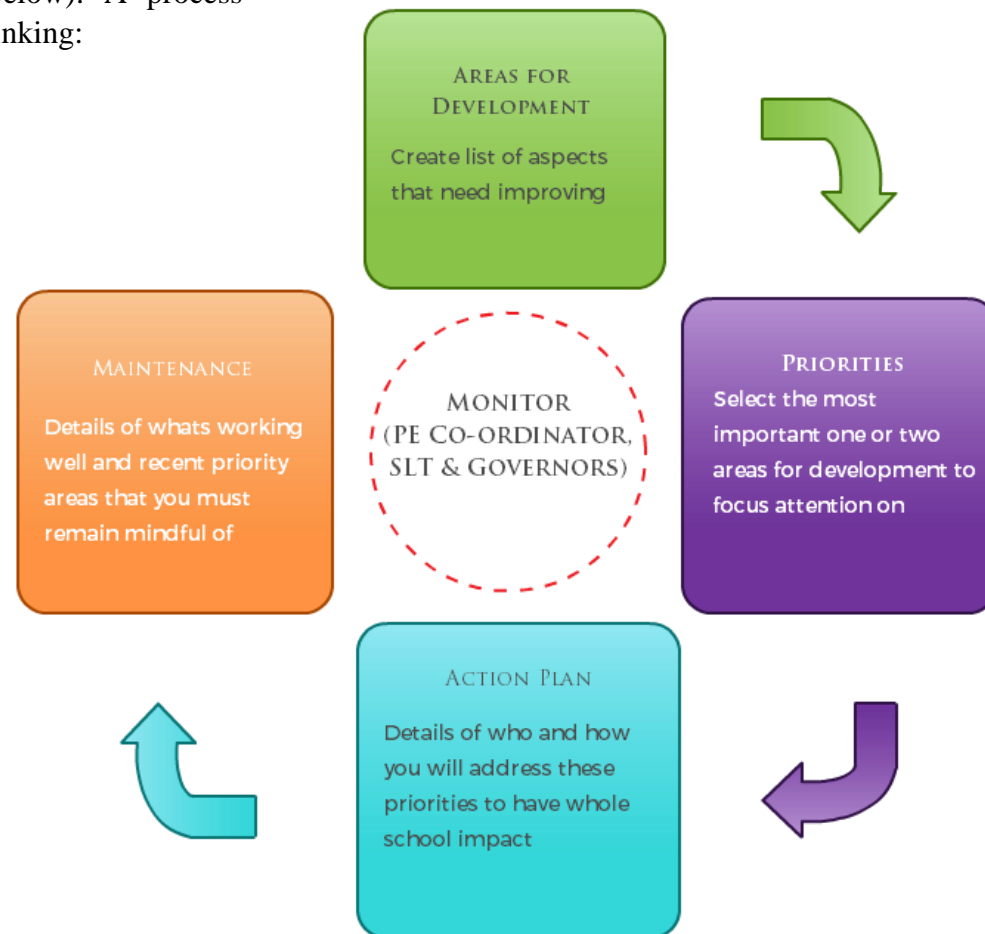 below). A process
nking:
AREAS FOR
DEVELOPMENT
Create list of aspects
that need improving
MAINTENANCE
Details of whats working
well and recent priority
areas that you must
remain mindful of
MONITOR
(PE CO-ORDINATOR,
SLT & GOVERNORS)
PRIORITIES
Select the most
important one or two
areas for development to
focus attention on
ACTION PLAN
Details of who and how
you will address these
priorities to have whole
school impact